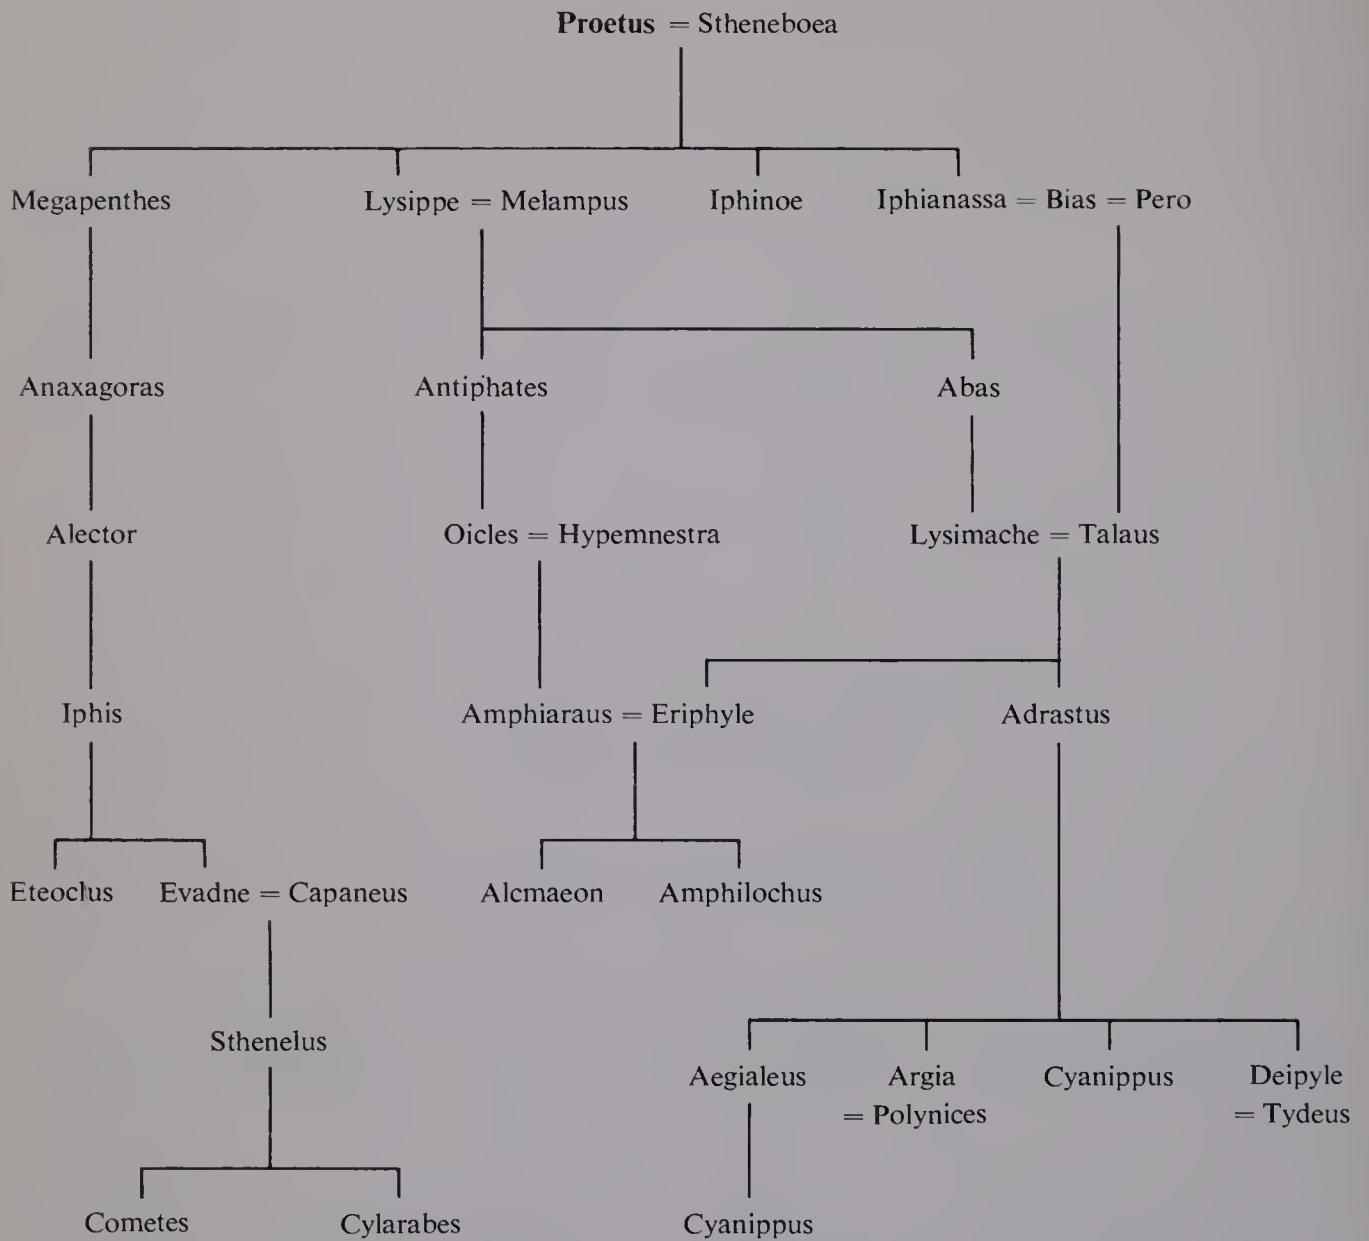 Proetus = Stheneboea
Megapenthes Lysippe = Melampus Iphinoe Iphianassa = Bias = Pero
Anaxagoras Antiphates Abas
Alector Oicles = Hypemnestra Lysimache = Talaus
Iphis Amphiaraus = Eriphyle Adrastus
Eteoclus Evadne = Capaneus Alcmaeon Amphilochus
Sthenelus
Aegialeus Argia Cyanippus Deipyle
= Polynices = Tydeus
Cometes Cylarabes Cyanippus